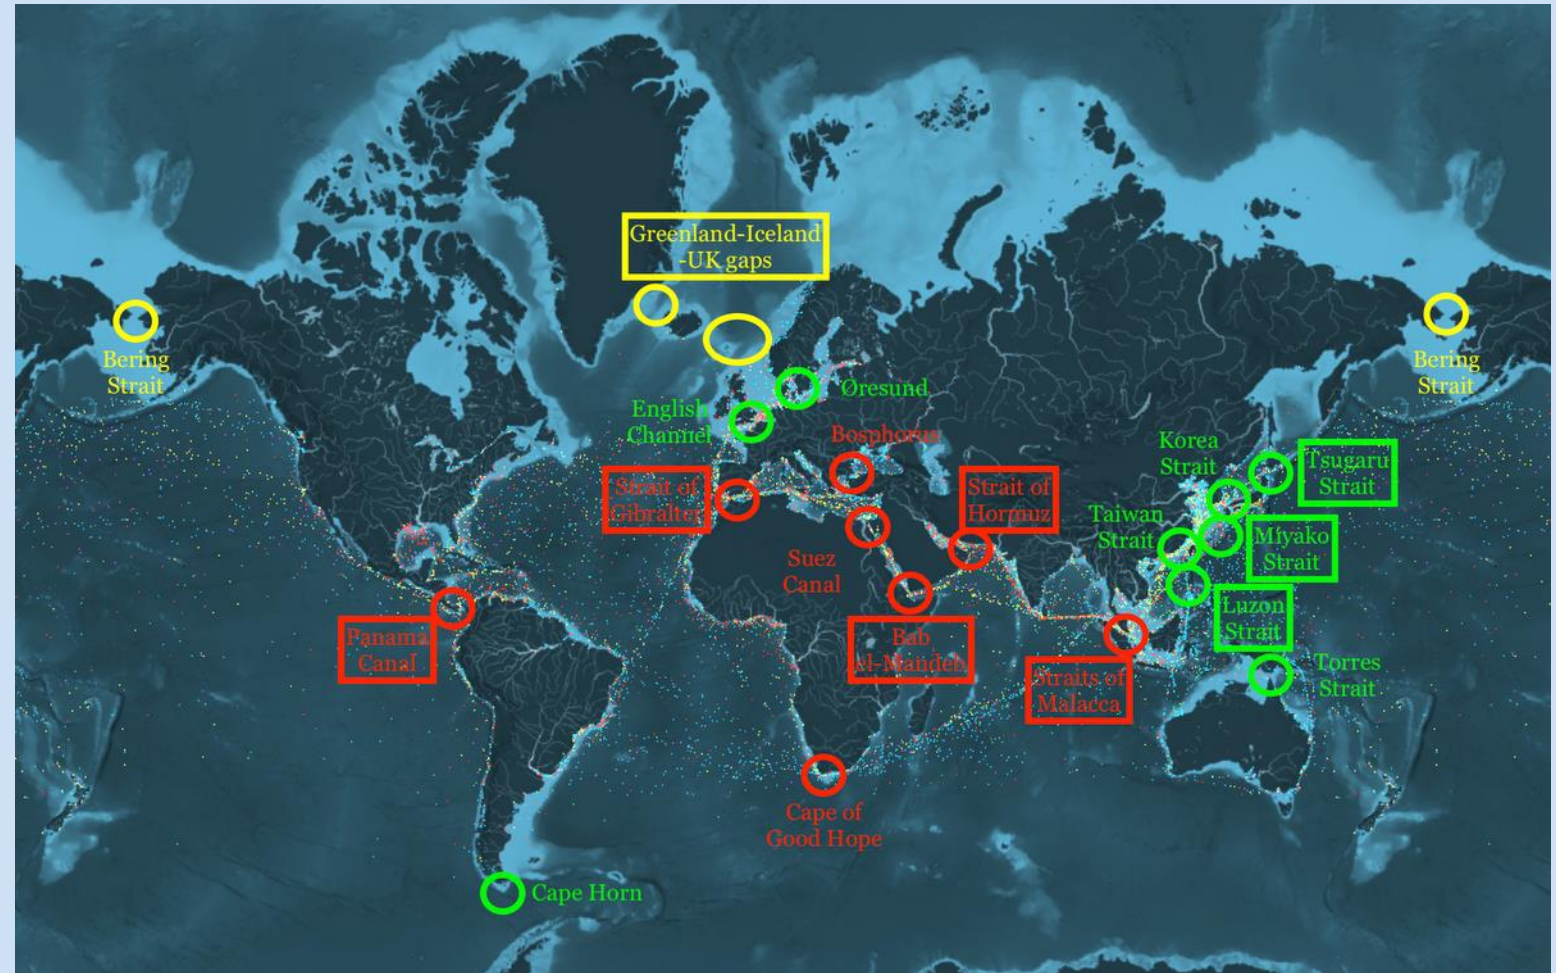 Greenland-Iceland
-UK gaps
Bering
Strait
Bering
Strait
Øresund
English
Channel
Bosphorus
Korea
Strait
Tsugaru
Strait
Strait of
Gibralter
Strait of
Hormuz
Taiwan
Strait
Miyako
Strait
Suez
Canal
Luzon
Strait
Panama
Canal
Bab
el-Mandeb
Straits of
Malacca
Torres
Strait
Cape of
Good Hope
Cape Horn